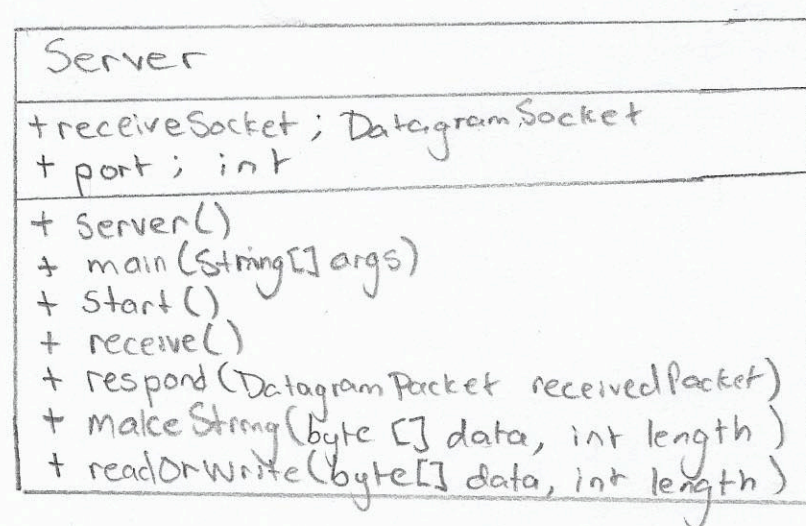 Server
+ receiveSocket ; DatagramSocket
+ port ; int
+ Server()
+ main (String[] args)
+ Start ()
+ receive()
+ respond (DatagramPacket receivedPacket)
+ makeString (byte [] data, int length )
+ readOrWrite (byte[] data, int length )